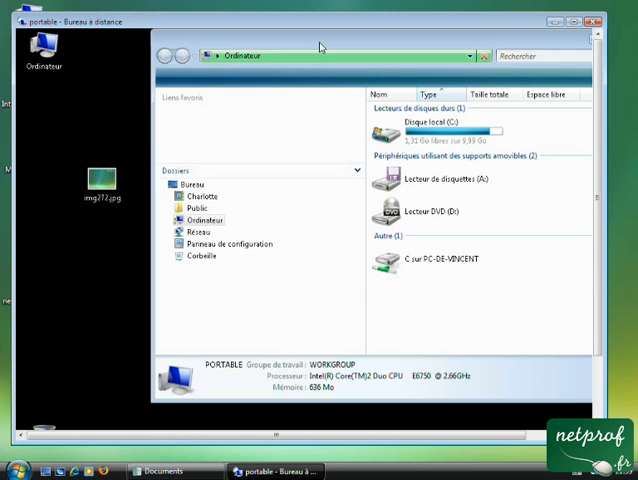 portable - Bureau à distance
Ordinateur
Ordinateur
Rechercher
Nom
Type
Taille totale
Espace libre
Liens favoris
Lecteurs de disques durs (1)
Disque local (C:)
1,31 Go libres sur 9,99 Go
Périphériques utilisant des supports amovibles (2)
Lecteur de disquettes (A:)
Lecteur DVD (D:)
Autre (1)
C sur PC-DE-VINCENT
img272.jpg
Dossiers
Bureau
Charlotte
Public
Ordinateur
Réseau
Panneau de configuration
Corbeille
PORTABLE Groupe de travail : WORKGROUP
Processeur : Intel(R) Core(TM)2 Duo CPU E6750 @ 2.66GHz
Mémoire : 636 Mo
netprof
.fr
Documents
portable - Bureau à ...